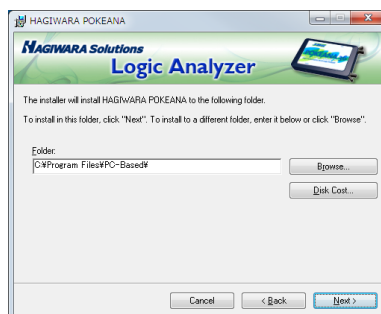 HAGIWARA POKEANA
HAGIWARA Solutions
Logic Analyzer
The installer will install HAGIWARA POKEANA to the following folder.
To install in this folder, click "Next". To install to a different folder, enter it below or click "Browse".
Folder:
C:¥Program Files¥PC-Based¥
Browse...
Disk Cost...
Cancel
< Back
Next >